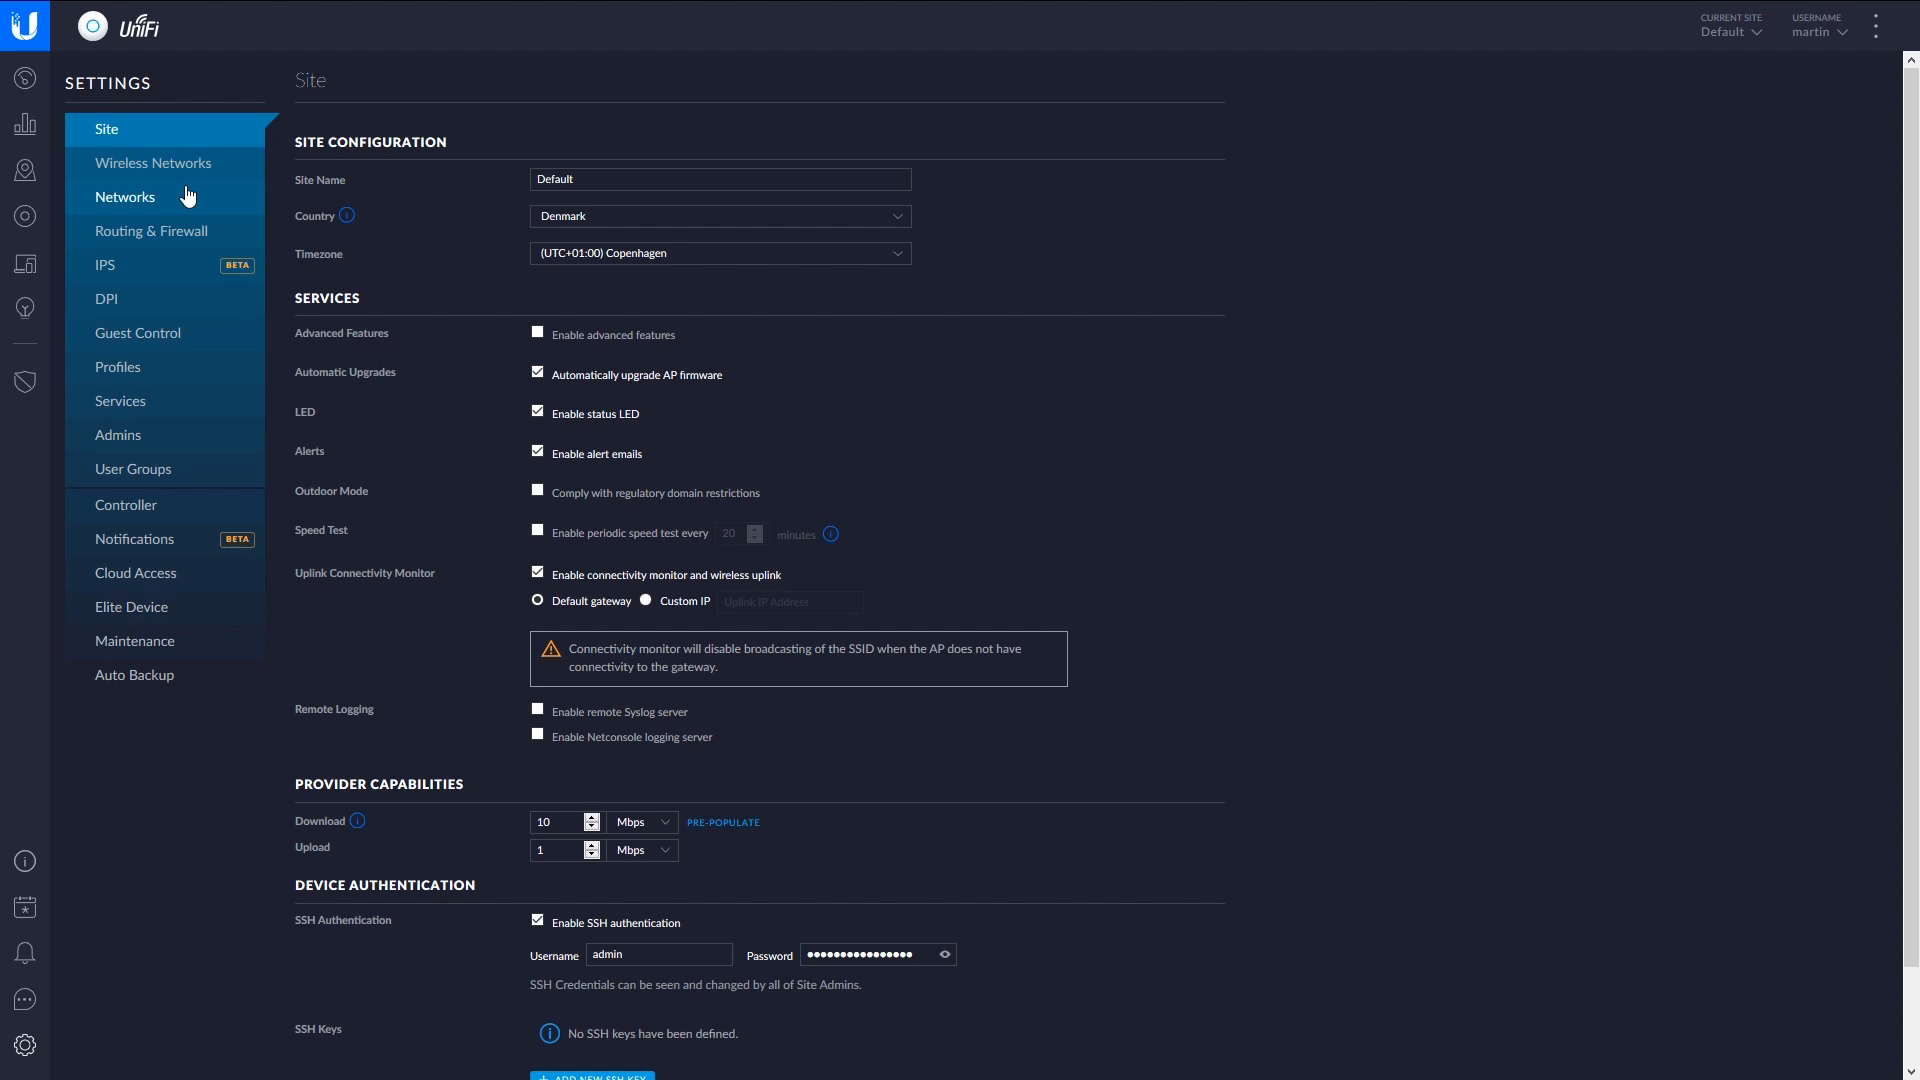 UniFi
CURRENT SITE
Default
USERNAME
martin
SETTINGS
Site
Wireless Networks
Networks
Routing & Firewall
IPS BETA
DPI
Guest Control
Profiles
Services
Admins
User Groups
Controller
Notifications BETA
Cloud Access
Elite Device
Maintenance
Auto Backup
Site
SITE CONFIGURATION
Site Name Default
Country Denmark
Timezone (UTC+01:00) Copenhagen
SERVICES
Advanced Features Enable advanced features
Automatic Upgrades Automatically upgrade AP firmware
LED Enable status LED
Alerts Enable alert emails
Outdoor Mode Comply with regulatory domain restrictions
Speed Test Enable periodic speed test every 20 minutes
Uplink Connectivity Monitor Enable connectivity monitor and wireless uplink
Default gateway Custom IP Uplink IP Address
Connectivity monitor will disable broadcasting of the SSID when the AP does not have
connectivity to the gateway.
Remote Logging Enable remote Syslog server
Enable Netconsole logging server
PROVIDER CAPABILITIES
Download 10 Mbps PRE-POPULATE
Upload 1 Mbps
DEVICE AUTHENTICATION
SSH Authentication Enable SSH authentication
Username admin Password ••••••••••••••••
SSH Credentials can be seen and changed by all of Site Admins.
SSH Keys No SSH keys have been defined.
+ ADD NEW SSH KEY